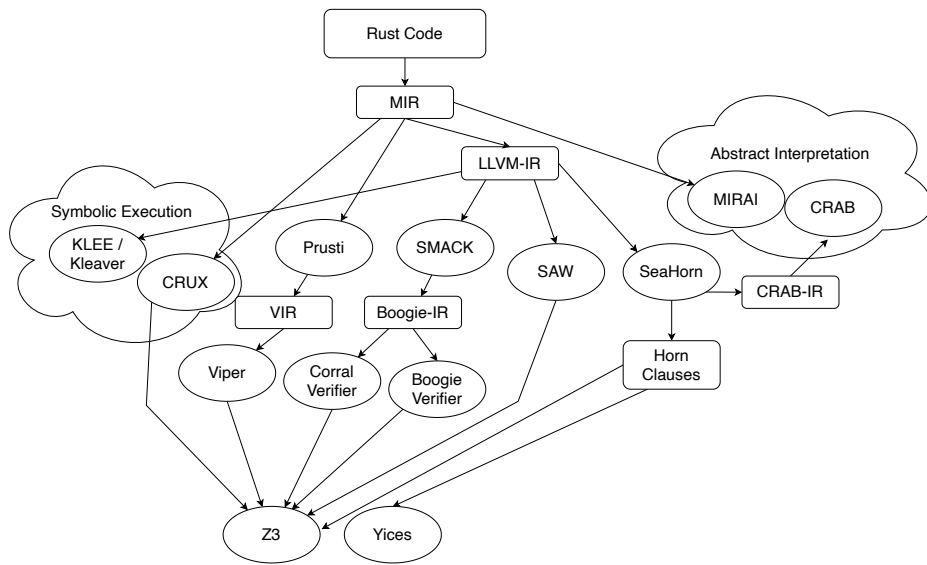 Rust Code
MIR
LLVM-IR
Abstract Interpretation
MIRAI
CRAB
Symbolic Execution
KLEE /
Kleaver
CRUX
Prusti
SMACK
SAW
SeaHorn
CRAB-IR
VIR
Boogie-IR
Horn
Clauses
Viper
Corral
Verifier
Boogie
Verifier
Z3
Yices